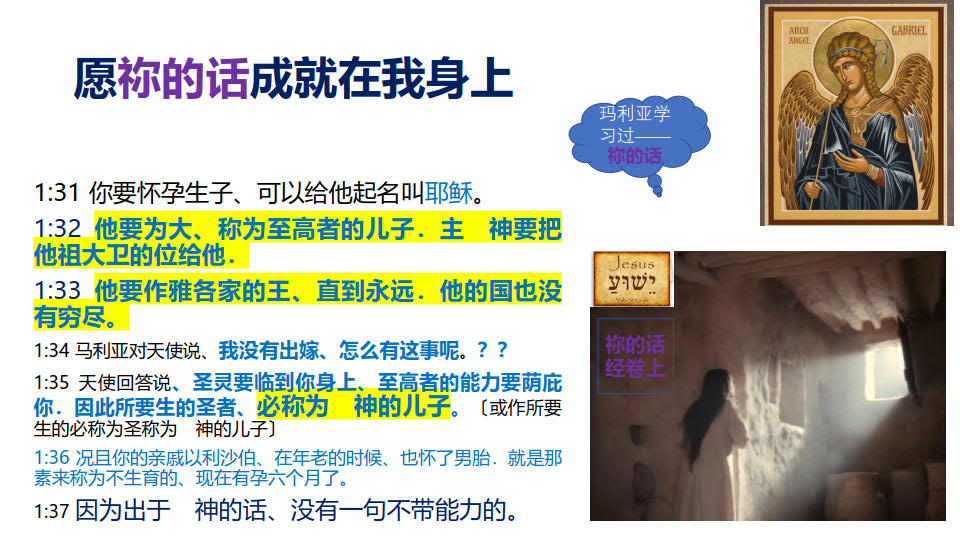 愿祢的话成就在我身上
1:31 你要怀孕生子、可以给他起名叫耶稣。
1:32 他要为大、称为至高者的儿子．主　神要把
他祖大卫的位给他．
1:33 他要作雅各家的王、直到永远．他的国也没
有穷尽。
1:34 马利亚对天使说、我没有出嫁、怎么有这事呢。？？
1:35 天使回答说、圣灵要临到你身上、至高者的能力要荫庇
你．因此所要生的圣者、必称为　神的儿子。〔或作所要
生的必称为圣称为　神的儿子〕
1:36 况且你的亲戚以利沙伯、在年老的时候、也怀了男胎．就是那
素来称为不生育的、现在有孕六个月了。
1:37 因为出于　神的话、没有一句不带能力的。
玛利亚学
习过——
祢的话
ARCH
ANGEL
GABRIEL
Jesus
יֵשׁוּעַ
祢的话
经卷上